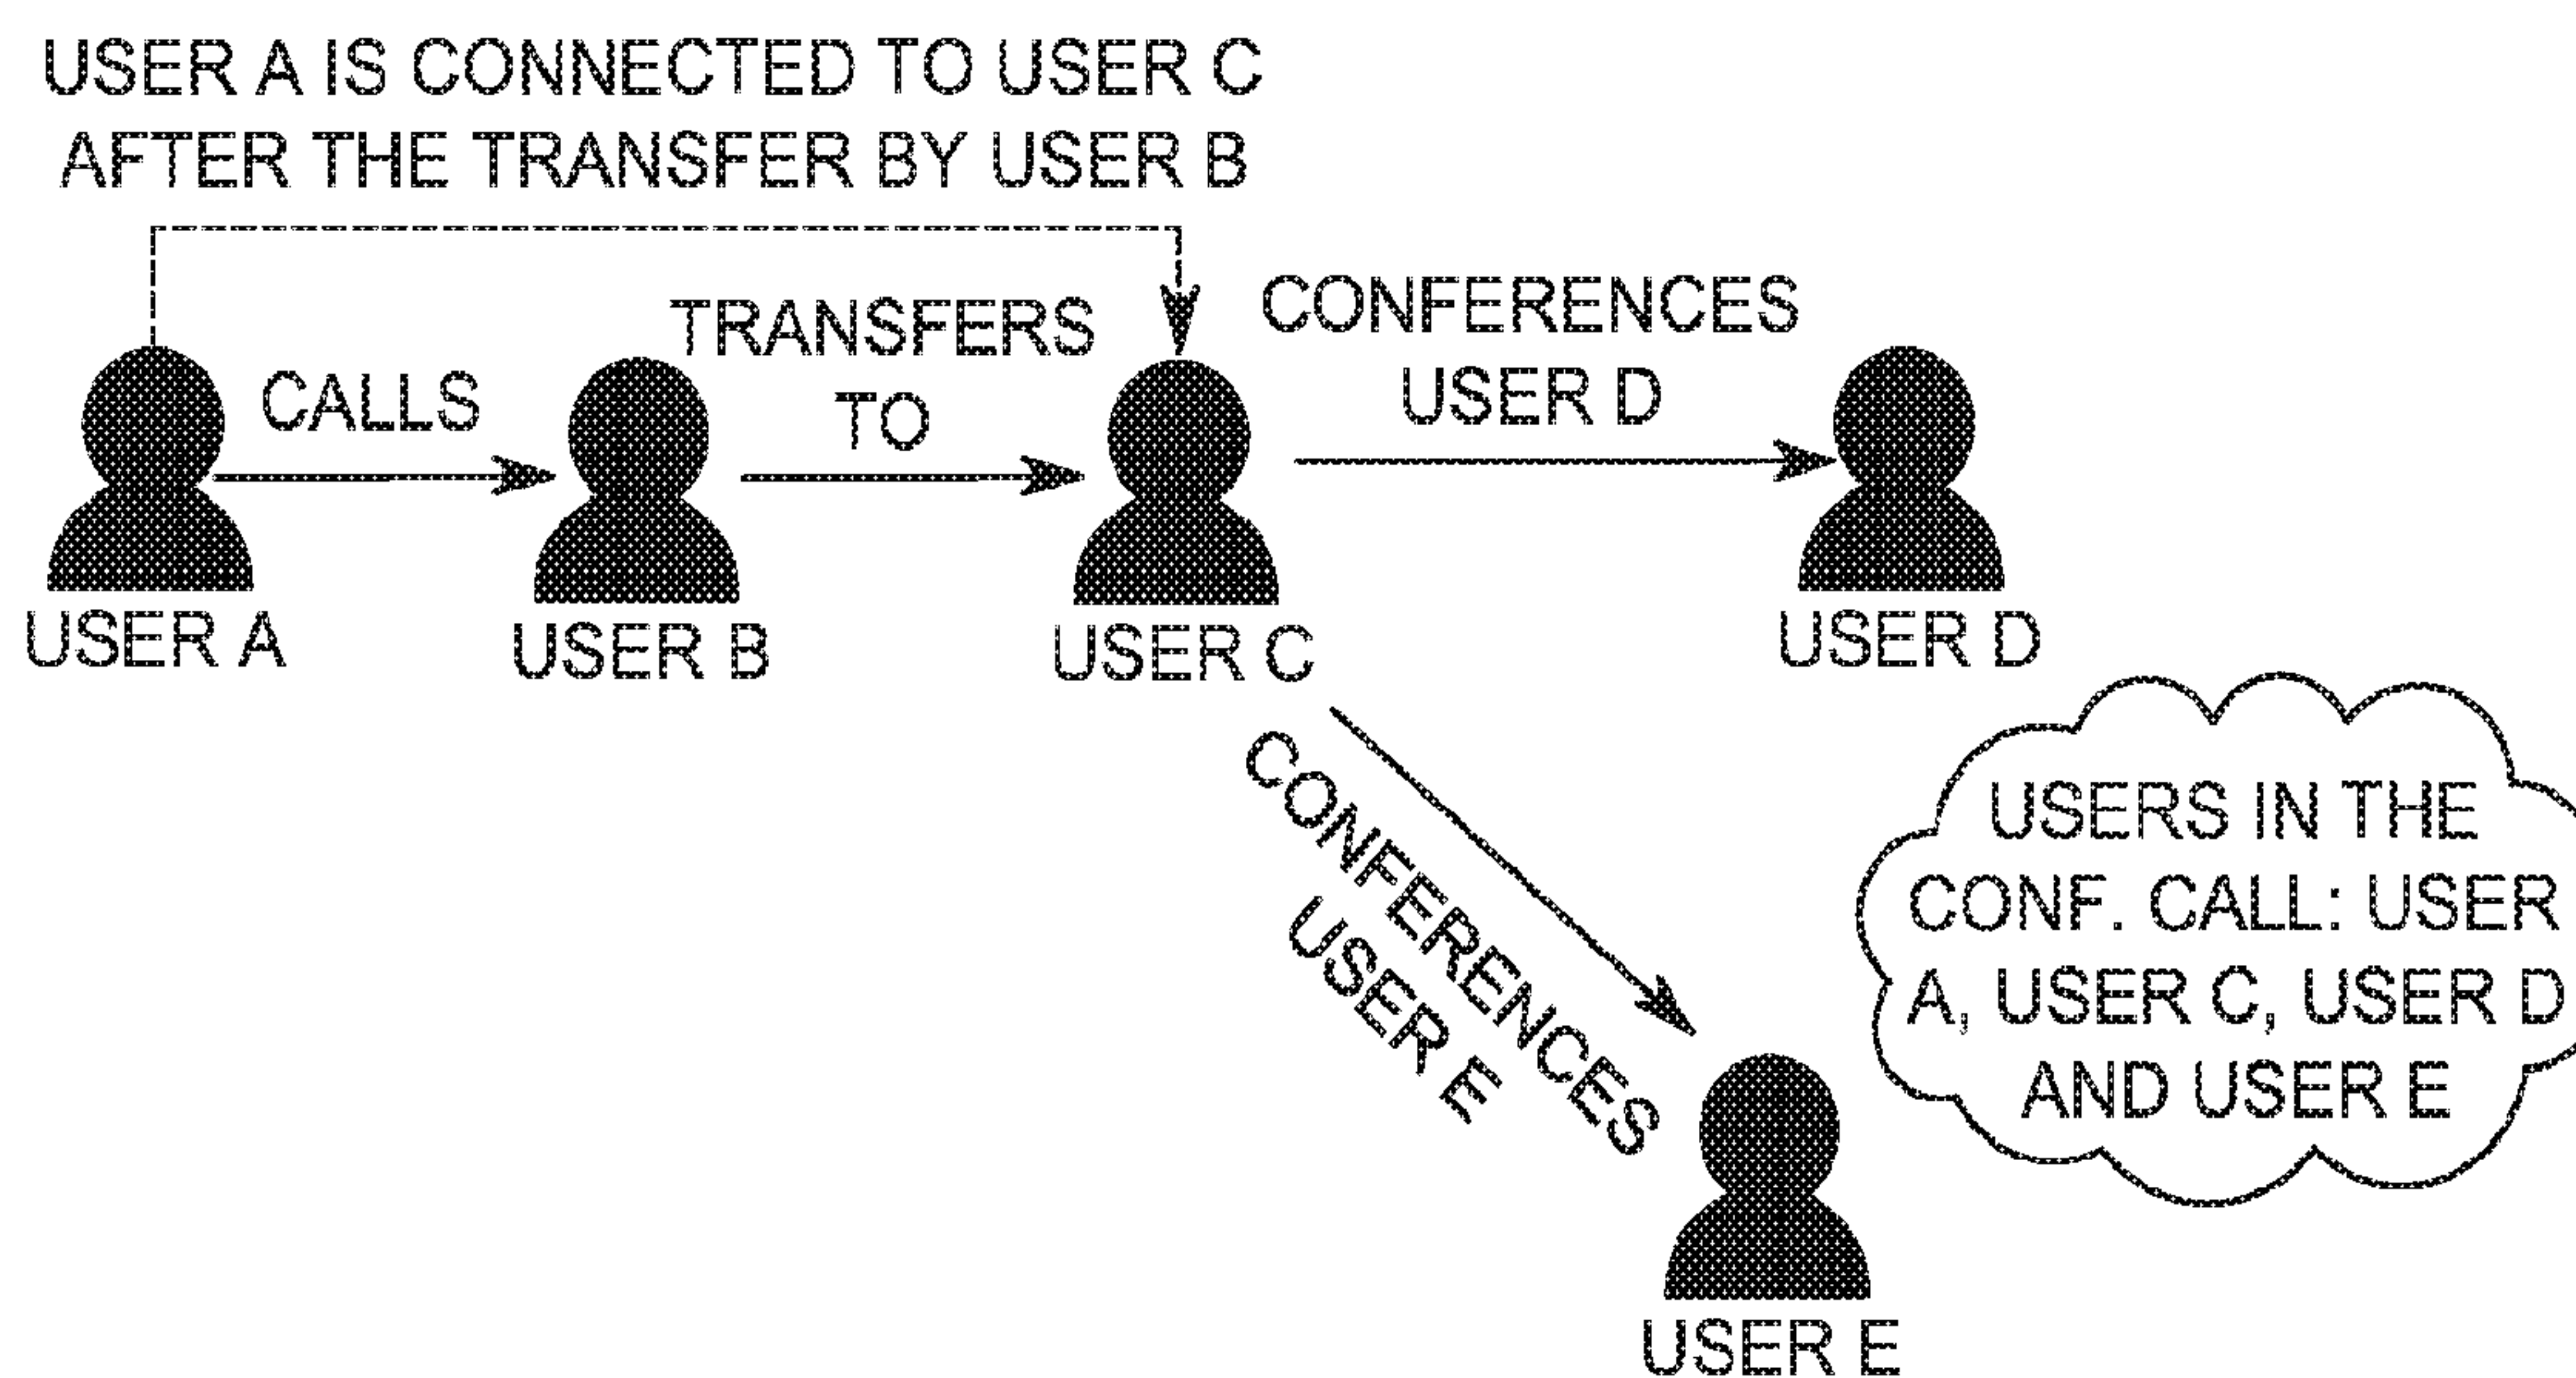 USER A IS CONNECTED TO USER C
AFTER THE TRANSFER BY USER B
CALLS
TRANSFERS
TO
CONFERENCES
USER D
USER A
USER B
USER C
USER D
CONFERENCES
USER E
USERS IN THE
CONF. CALL: USER
A, USER C, USER D
AND USER E
USER E